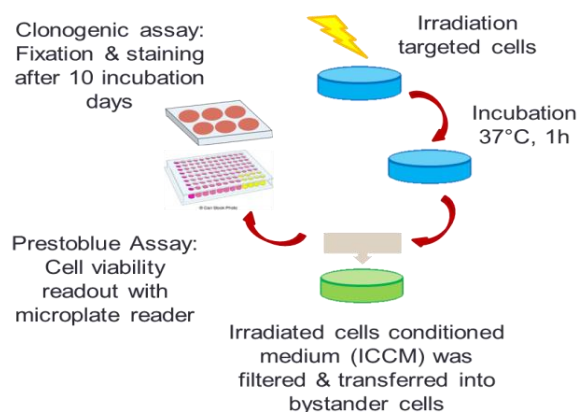 Clonogenic assay:
Fixation & staining
after 10 incubation
days
Irradiation
targeted cells
Incubation
37°C, 1h
Prestoblue Assay:
Cell viability
readout with
microplate reader
Irradiated cells conditioned
medium (ICCM) was
filtered & transferred into
bystander cells